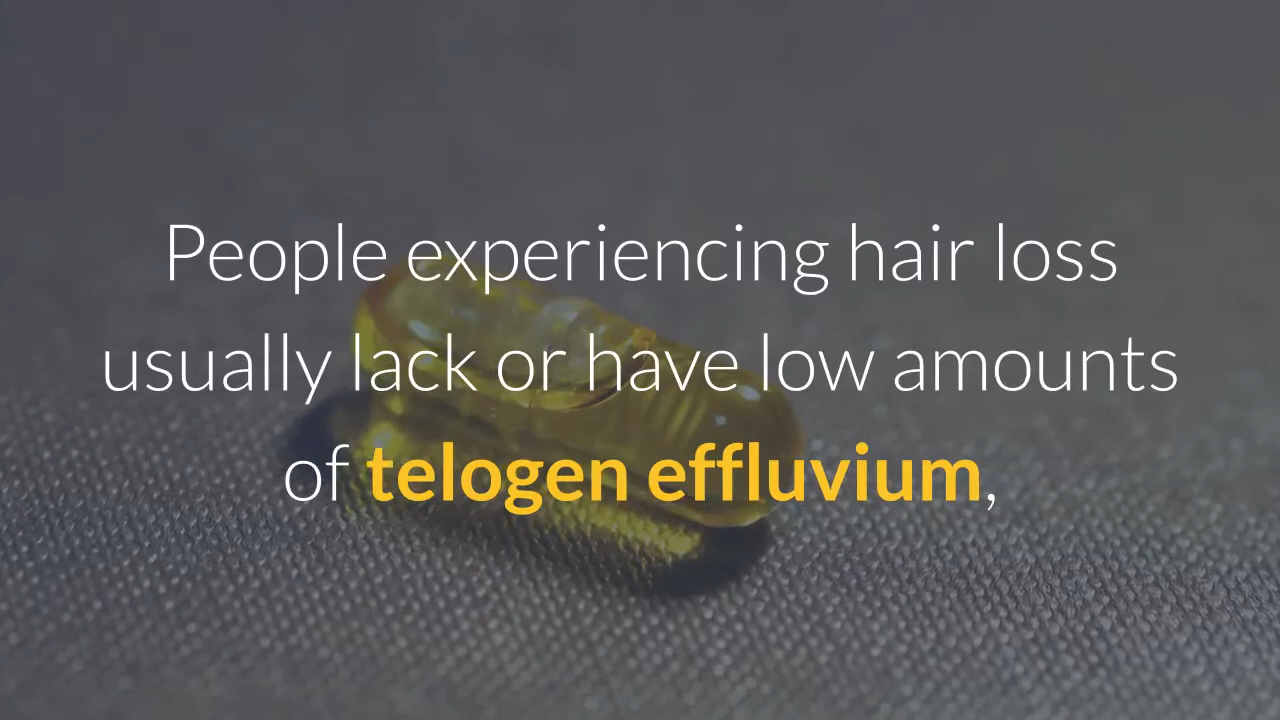 People experiencing hair loss
usually lack or have low amounts
of telogen effluvium,